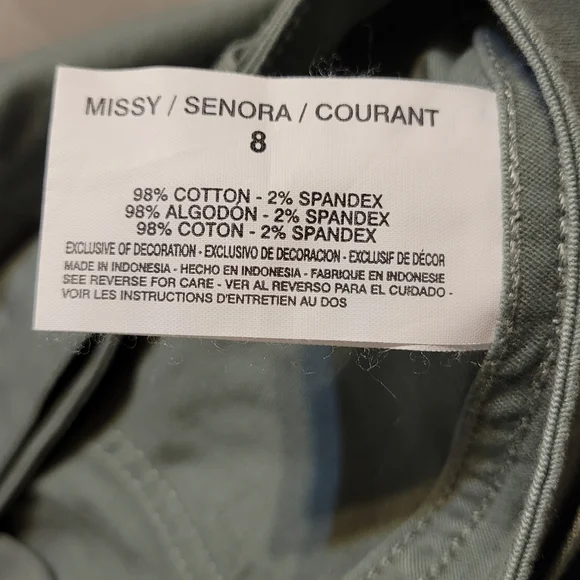 MISSY / SENORA / COURANT
8
98% COTTON - 2% SPANDEX
98% ALGODÓN - 2% SPANDEX
98% COTON - 2% SPANDEX
EXCLUSIVE OF DECORATION - EXCLUSIVO DE DECORACION - EXCLUSIF DE DÉCOR
MADE IN INDONESIA - HECHO EN INDONESIA - FABRIQUE EN INDONESIE
SEE REVERSE FOR CARE - VER AL REVERSO PARA EL CUIDADO -
VOIR LES INSTRUCTIONS D'ENTRETIEN AU DOS